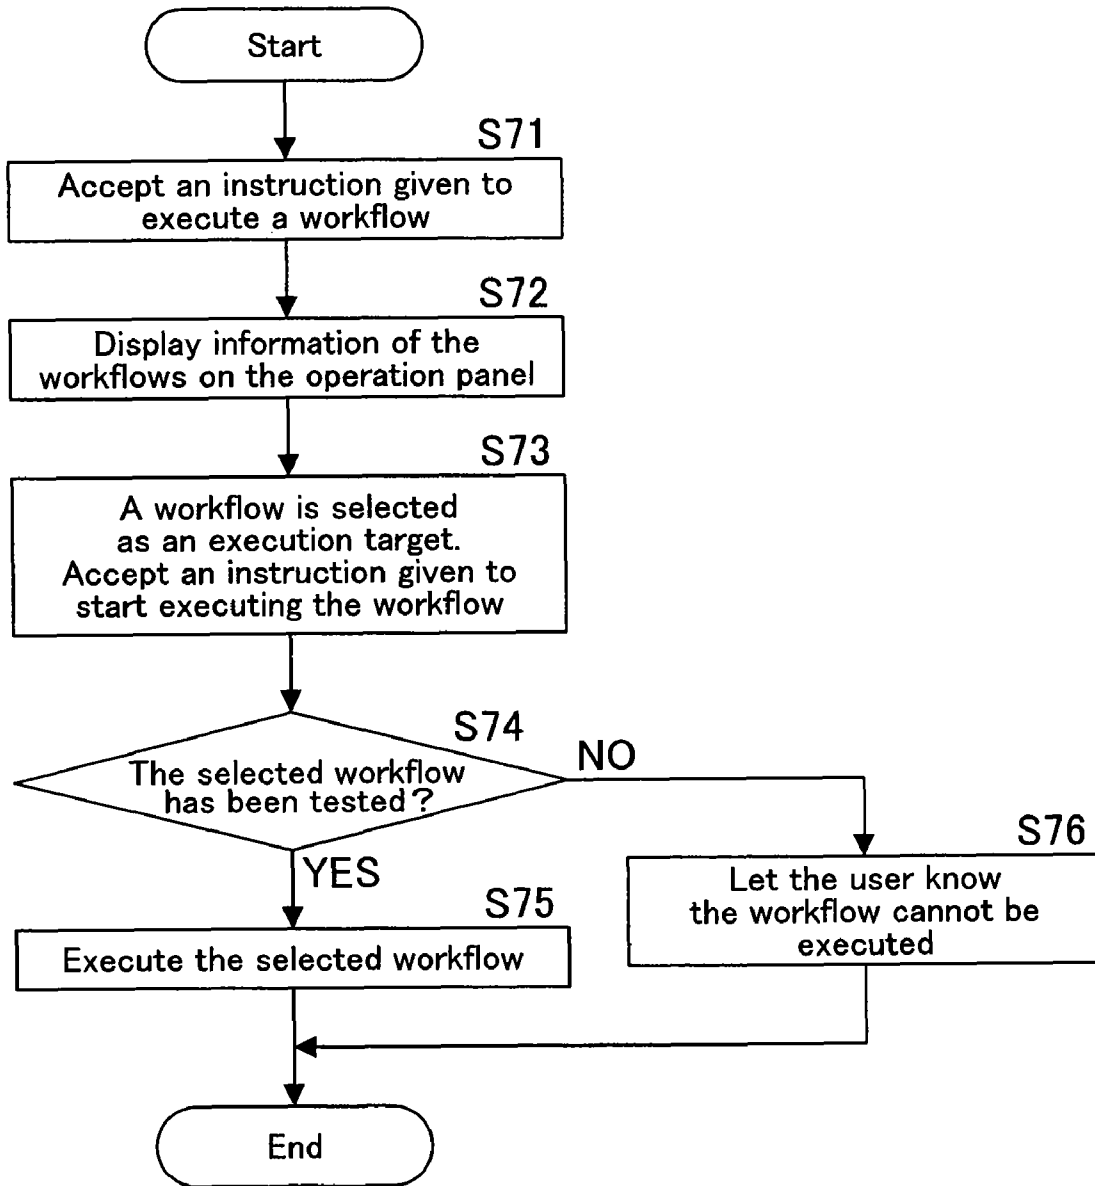 Start
S71
Accept an instruction given to
execute a workflow
S72
Display information of the
workflows on the operation panel
S73
A workflow is selected
as an execution target.
Accept an instruction given to
start executing the workflow
S74
The selected workflow
has been tested?
NO
YES
S75
Execute the selected workflow
S76
Let the user know
the workflow cannot be
executed
End